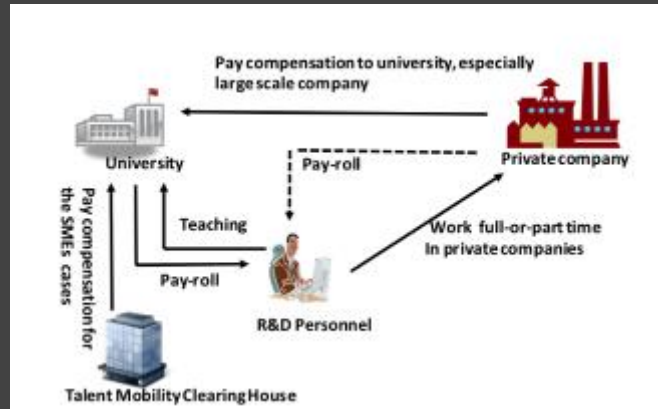 Pay compensation to university, especially
large scale company
University
Private company
Pay-roll
Pay compensation for
the SMEs cases
Teaching
Work full-or-part time
In private companies
Pay-roll
R&D Personnel
Talent Mobility Clearing House